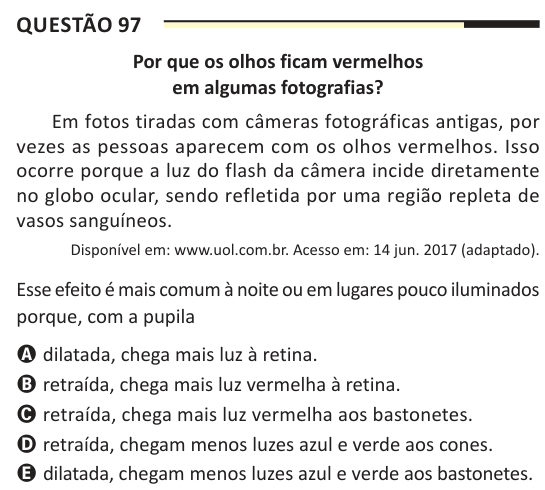 QUESTÃO 97
Por que os olhos ficam vermelhos
em algumas fotografias?
Em fotos tiradas com câmeras fotográficas antigas, por
vezes as pessoas aparecem com os olhos vermelhos. Isso
ocorre porque a luz do flash da câmera incide diretamente
no globo ocular, sendo refletida por uma região repleta de
vasos sanguíneos.
Disponível em: www.uol.com.br. Acesso em: 14 jun. 2017 (adaptado).
Esse efeito é mais comum à noite ou em lugares pouco iluminados
porque, com a pupila
A dilatada, chega mais luz à retina.
B retraída, chega mais luz vermelha à retina.
C retraída, chega mais luz vermelha aos bastonetes.
D retraída, chegam menos luzes azul e verde aos cones.
E dilatada, chegam menos luzes azul e verde aos bastonetes.